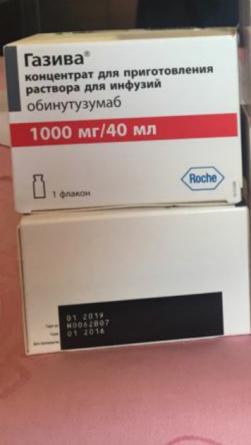 Газива®
концентрат для приготовления
раствора для инфузий
обинутузумаб
1000 мг/40 мл
Roche
1 флакон
01 2019
N0062B07
01 2016